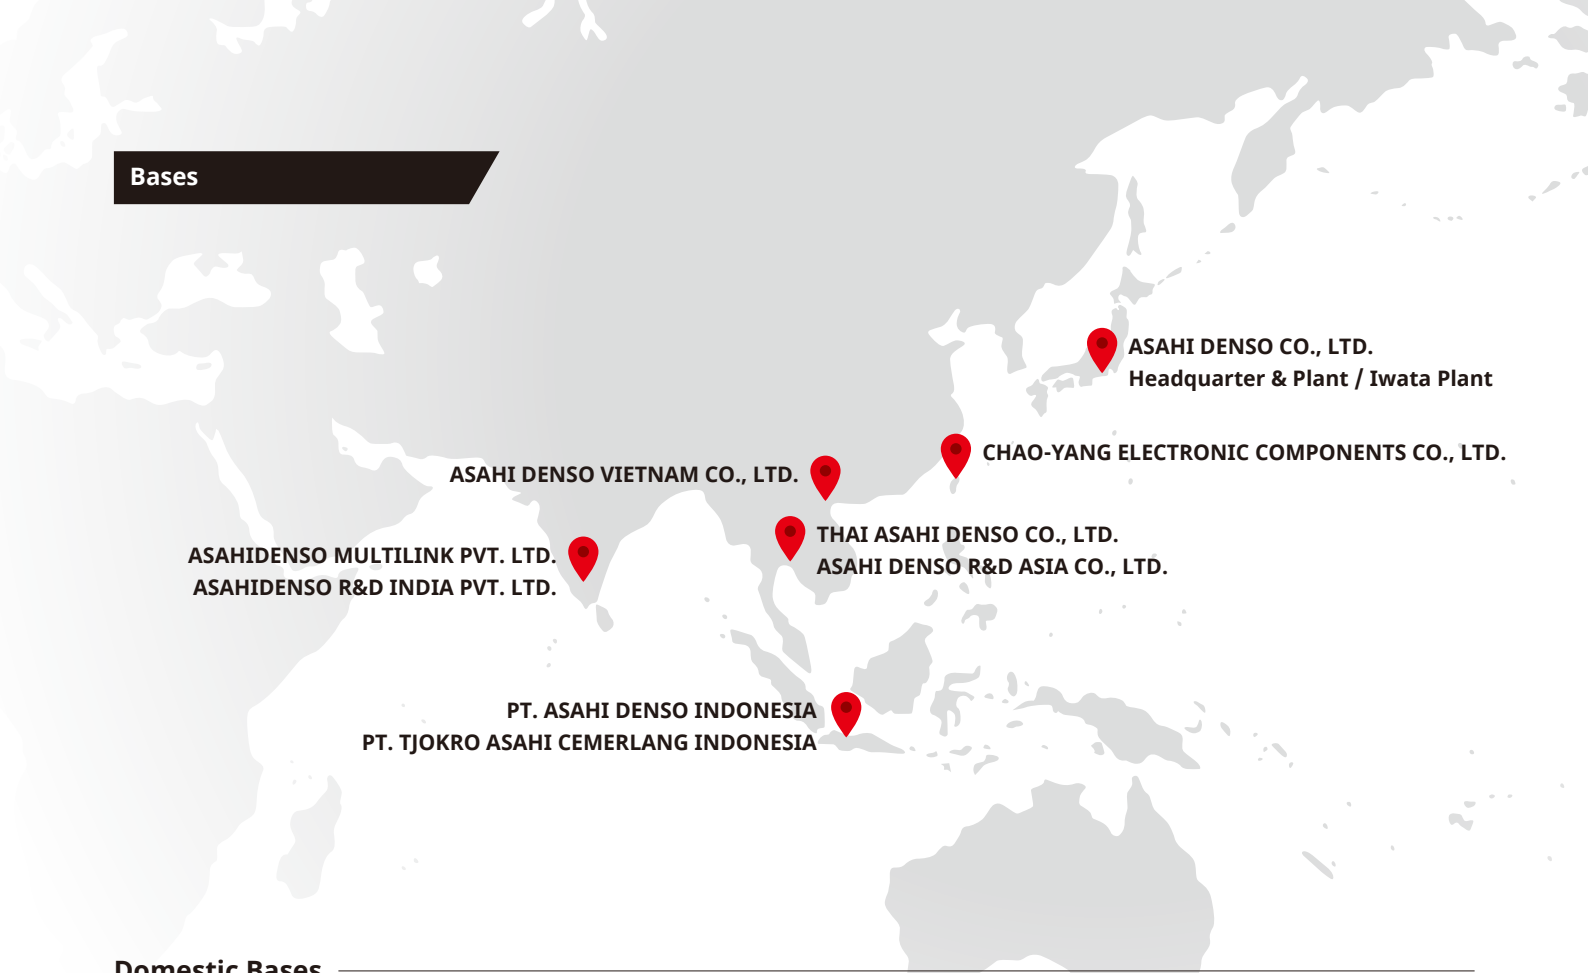 Bases
ASAHI DENSO CO., LTD.
Headquarter & Plant / Iwata Plant
CHAO-YANG ELECTRONIC COMPONENTS CO., LTD.
ASAHI DENSO VIETNAM CO., LTD.
THAI ASAHI DENSO CO., LTD.
ASAHI DENSO R&D ASIA CO., LTD.
ASAHIDENSO MULTILINK PVT. LTD.
ASAHIDENSO R&D INDIA PVT. LTD.
PT. ASAHI DENSO INDONESIA
PT. TJOKRO ASAHI CEMERLANG INDONESIA
Domestic Bases